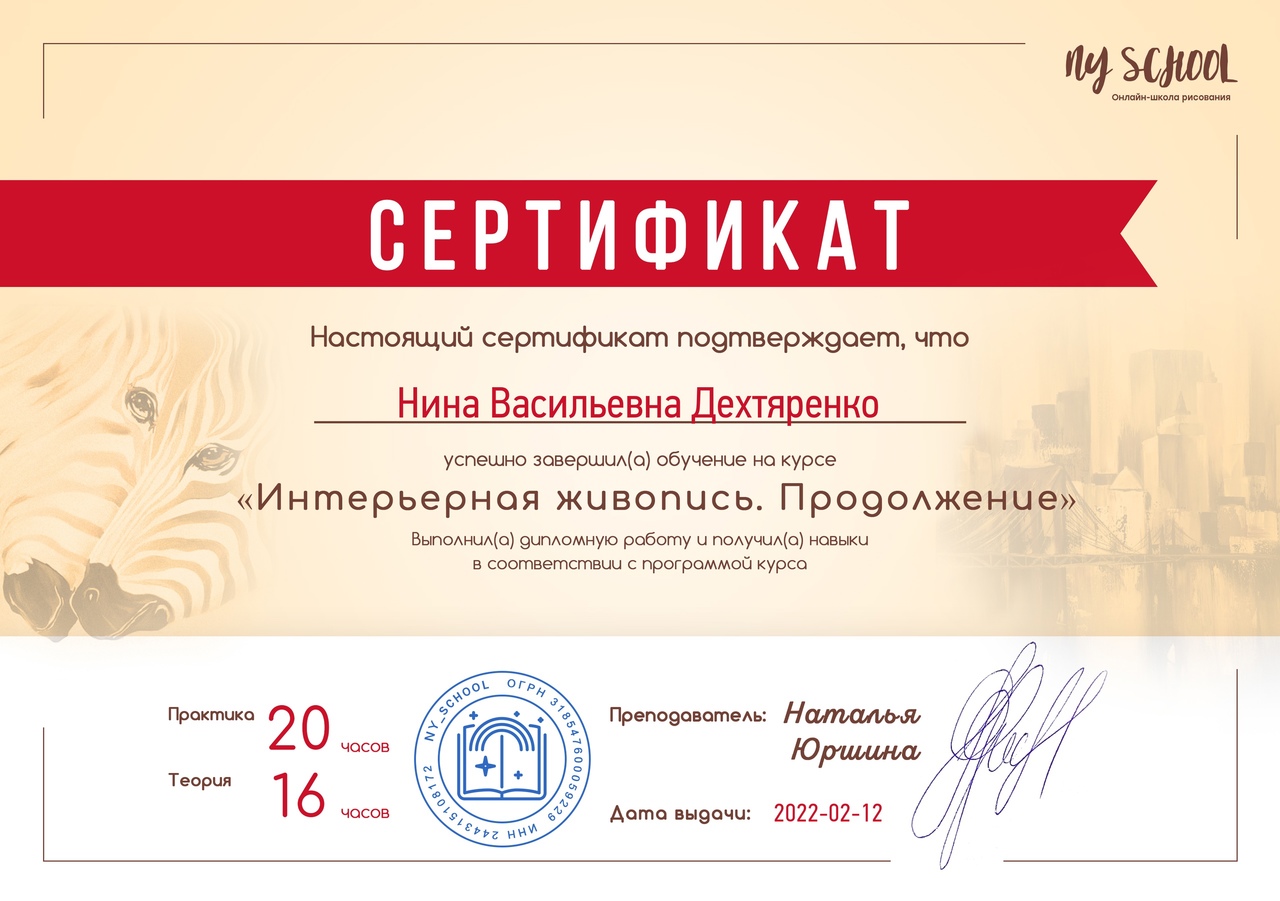 NY SCHOOL
Онлайн-школа рисования
СЕРТИФИКАТ
Настоящий сертификат подтверждает, что
Нина Васильевна Дехтяренко
успешно завершил(а) обучение на курсе
«Интерьерная живопись. Продолжение»
Выполнил(а) дипломную работу и получил(а) навыки
в соответствии с программой курса
Практика 20 часов
Теория 16 часов
NY_SCHOOL ОГРН 318547600059229 ИНН 244315108172
Преподаватель: Наталья
Юршина
Дата выдачи: 2022-02-12